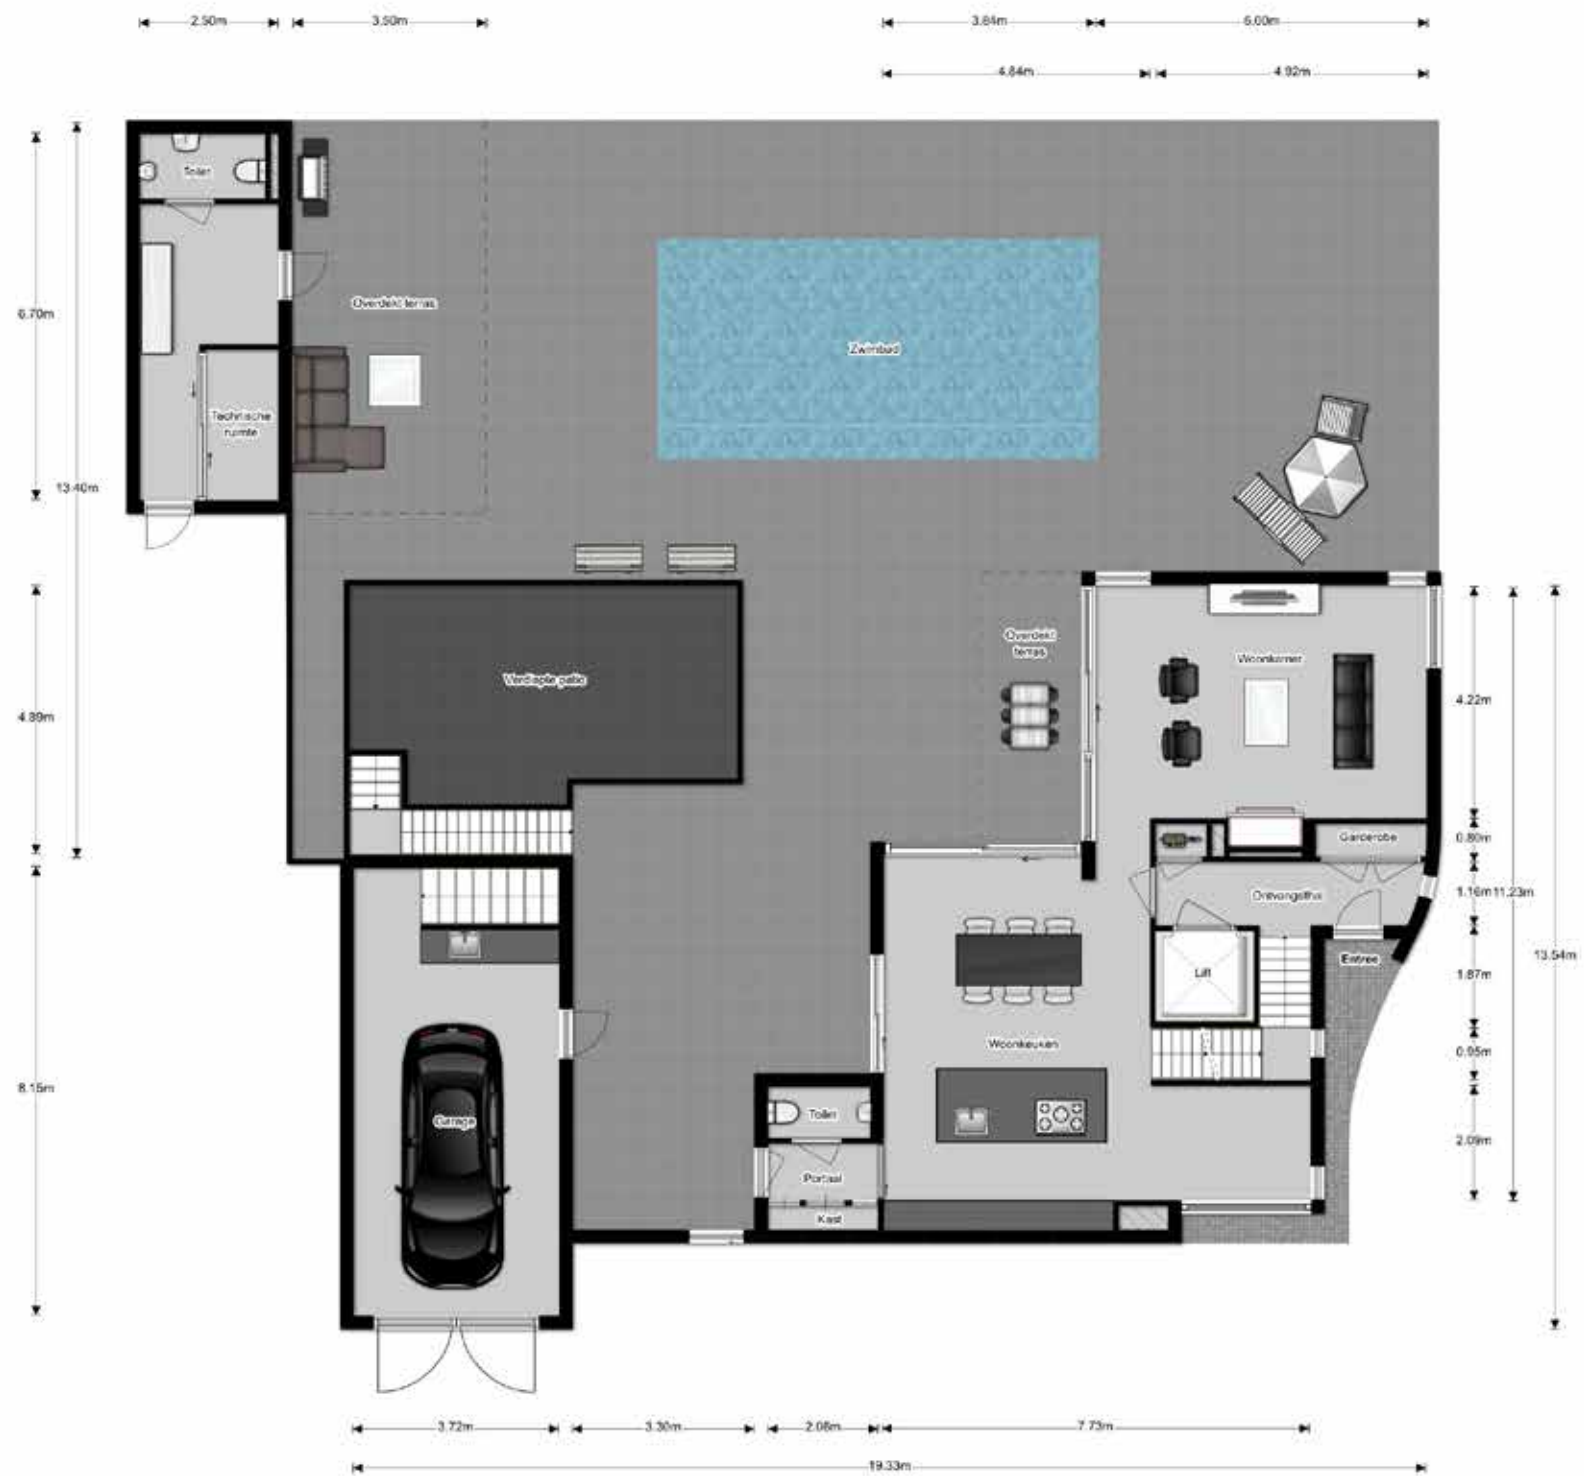 2.50m
3.50m
3.84m
6.00m
4.84m
4.92m
Toilet
6.70m
Overdekt terras
Zwembad
Technische
ruimte
13.40m
Overdekt
terras
Woonkamer
Verdiepte patio
4.22m
4.89m
Garderobe
0.80m
Ontvangsthal
1.16m
11.23m
Entree
13.54m
Lift
1.87m
Woonkeuken
0.95m
8.15m
Garage
Toilet
2.09m
Portaal
Kast
3.72m
3.30m
2.08m
7.73m
19.33m